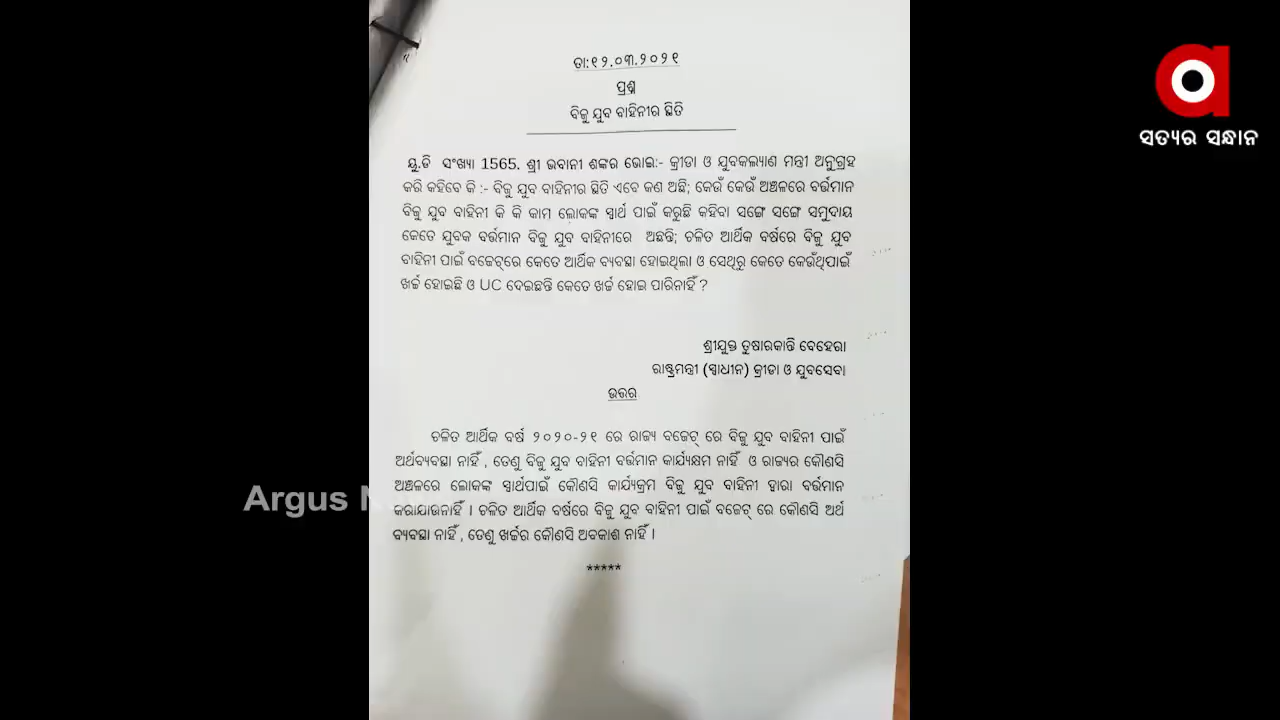 ତା:୧୨.୦୩.୨୦୨୧
ପ୍ରଶ୍ନ
ବିଜୁ ଯୁବ ବାହିନୀର ସ୍ଥିତି
ୟୁ.ଡି ସଂଖ୍ୟା 1565. ଶ୍ରୀ ଭବାନୀ ଶଙ୍କର ଭୋଇ:- କ୍ରୀଡା ଓ ଯୁବକଲ୍ୟାଣ ମନ୍ତ୍ରୀ ଅନୁଗ୍ରହ
କରି କହିବେ କି :- ବିଜୁ ଯୁବ ବାହିନୀର ସ୍ଥିତି ଏବେ କଣ ଅଛି; କେଉଁ କେଉଁ ଅଞ୍ଚଳରେ ବର୍ତ୍ତମାନ
ବିଜୁ ଯୁବ ବାହିନୀ କି କି କାମ ଲୋକଙ୍କ ସ୍ୱାର୍ଥ ପାଇଁ କରୁଛି କହିବା ସଙ୍ଗେ ସଙ୍ଗେ ସମୁଦାୟ
କେତେ ଯୁବକ ବର୍ତ୍ତମାନ ବିଜୁ ଯୁବ ବାହିନୀରେ ଅଛନ୍ତି; ଚଳିତ ଆର୍ଥିକ ବର୍ଷରେ ବିଜୁ ଯୁବ
ବାହିନୀ ପାଇଁ ବଜେଟ୍‌ରେ କେତେ ଆର୍ଥିକ ବ୍ୟବସ୍ଥା ହୋଇଥିଲା ଓ ସେଥିରୁ କେତେ କେଉଁଥିପାଇଁ
ଖର୍ଚ୍ଚ ହୋଇଛି ଓ UC ଦେଇଛନ୍ତି କେତେ ଖର୍ଚ୍ଚ ହୋଇ ପାରିନାହିଁ ?
ଶ୍ରୀଯୁକ୍ତ ତୁଷାରକାନ୍ତି ବେହେରା
ରାଷ୍ଟ୍ରମନ୍ତ୍ରୀ (ସ୍ୱାଧୀନ) କ୍ରୀଡା ଓ ଯୁବସେବା
ଉତ୍ତର
ଚଳିତ ଆର୍ଥିକ ବର୍ଷ ୨୦୨୦-୨୧ ରେ ରାଜ୍ୟ ବଜେଟ୍ ରେ ବିଜୁ ଯୁବ ବାହିନୀ ପାଇଁ
ଅର୍ଥବ୍ୟବସ୍ଥା ନାହିଁ , ତେଣୁ ବିଜୁ ଯୁବ ବାହିନୀ ବର୍ତ୍ତମାନ କାର୍ଯ୍ୟକ୍ଷମ ନାହିଁ ଓ ରାଜ୍ୟର କୌଣସି
ଅଞ୍ଚଳରେ ଲୋକଙ୍କ ସ୍ୱାର୍ଥପାଇଁ କୌଣସି କାର୍ଯ୍ୟକ୍ରମ ବିଜୁ ଯୁବ ବାହିନୀ ଦ୍ୱାରା ବର୍ତ୍ତମାନ
କରାଯାଉନାହିଁ । ଚଳିତ ଆର୍ଥିକ ବର୍ଷରେ ବିଜୁ ଯୁବ ବାହିନୀ ପାଇଁ ବଜେଟ୍ ରେ କୌଣସି ଅର୍ଥ
ବ୍ୟବସ୍ଥା ନାହିଁ , ତେଣୁ ଖର୍ଚ୍ଚର କୌଣସି ଅବକାଶ ନାହିଁ ।
*****
Argus
ସତ୍ୟର ସନ୍ଧାନ